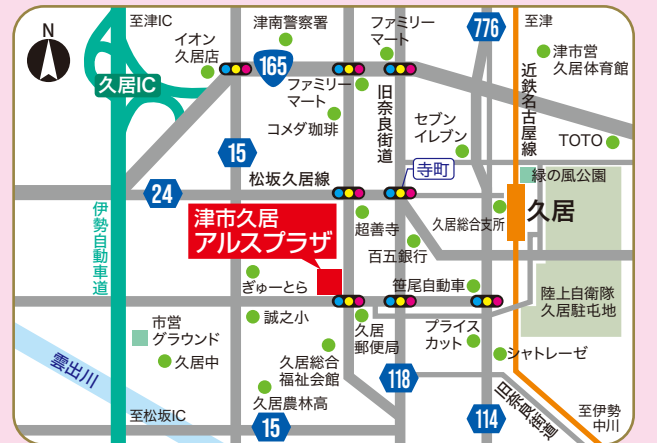 N
至津IC
津南警察署
ファミリー
マート
776
至津
イオン
久居店
165
津市営
久居体育館
久居IC
ファミリー
マート
旧奈良街道
近鉄名古屋線
コメダ珈琲
セブン
イレブン
TOTO
15
寺町
松坂久居線
緑の風公園
24
津市久居
アルスプラザ
超善寺
久居総合支所
久居
百五銀行
伊勢自動車道
ぎゅーとら
笹尾自動車
陸上自衛隊
久居駐屯地
市営
グラウンド
誠之小
久居
郵便局
プライス
カット
久居中
久居総合
福祉会館
シャトレーゼ
雲出川
118
久居農林高
旧奈良街道
至松坂IC
15
114
至伊勢
中川